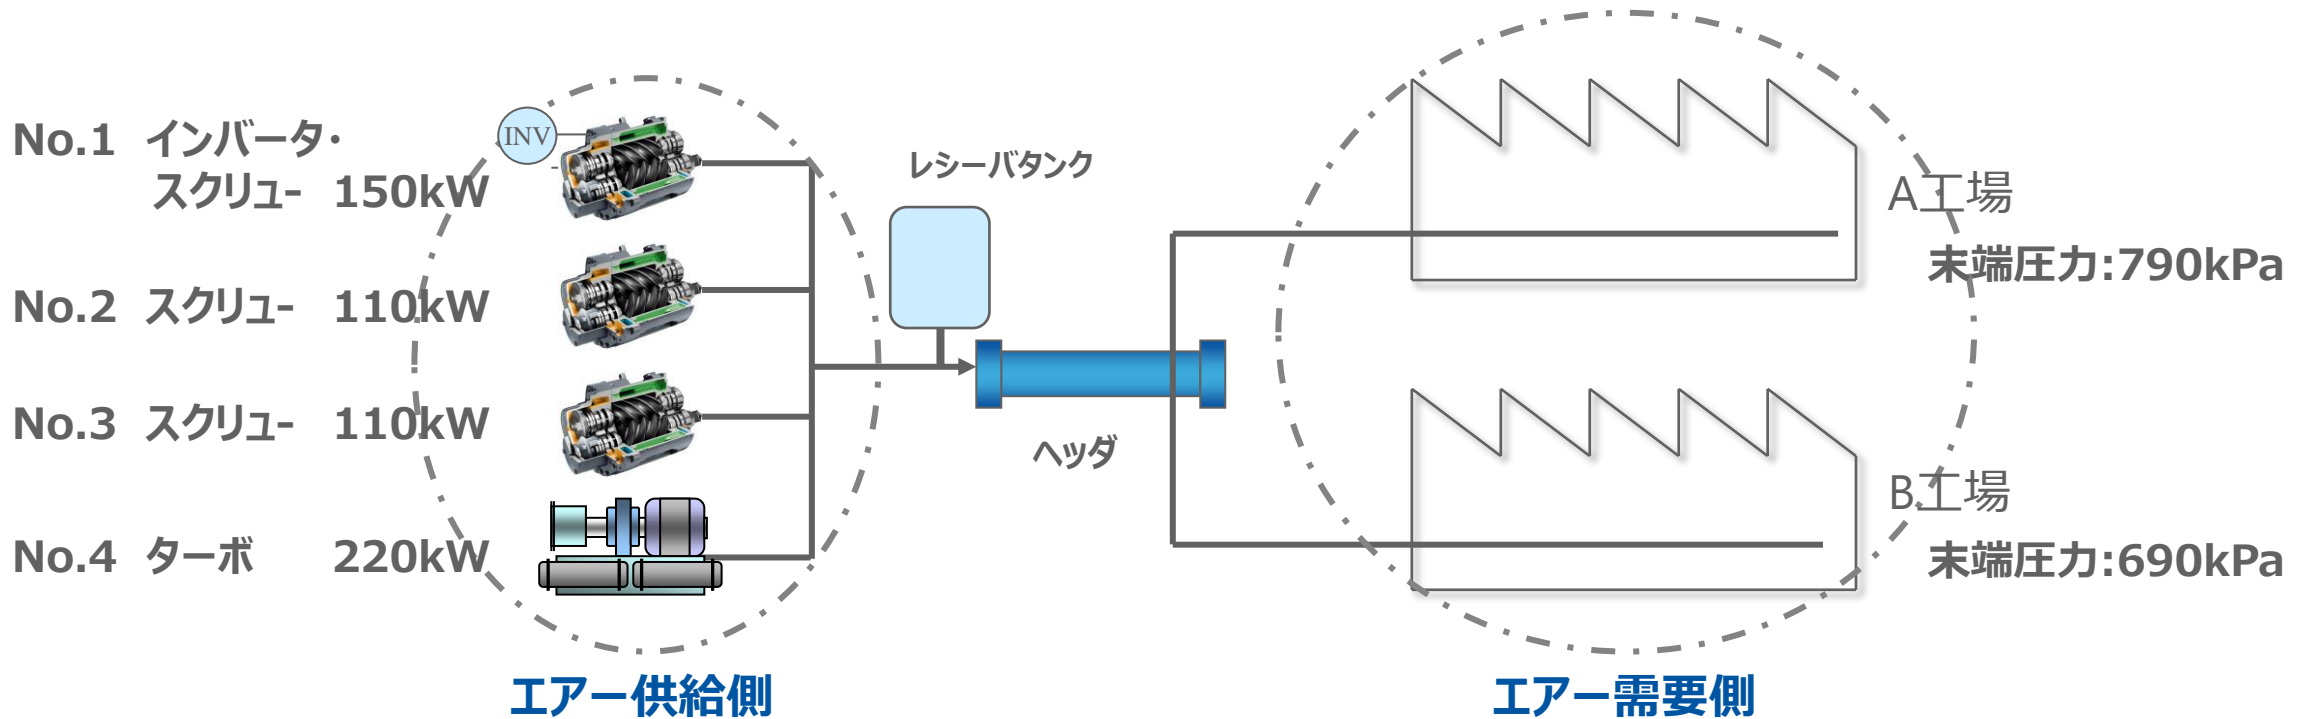 No.1 インバータ・
スクリュー 150kW
INV
No.2 スクリュー 110kW
No.3 スクリュー 110kW
No.4 ターボ 220kW
エアー供給側
レシーバタンク
ヘッダ
A工場
末端圧力:790kPa
B工場
末端圧力:690kPa
エアー需要側